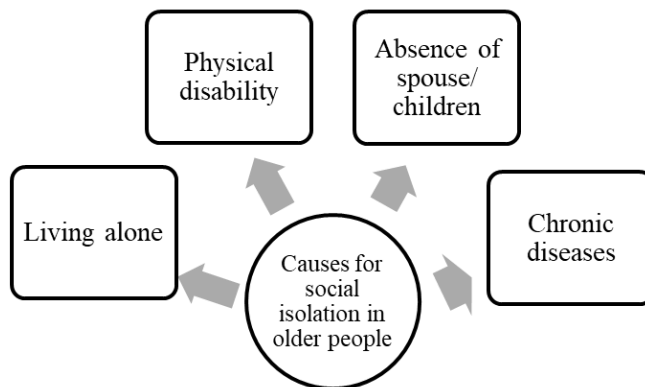 Physical
disability
Absence of
spouse/
children
Living alone
Chronic
diseases
Causes for
social
isolation in
older people